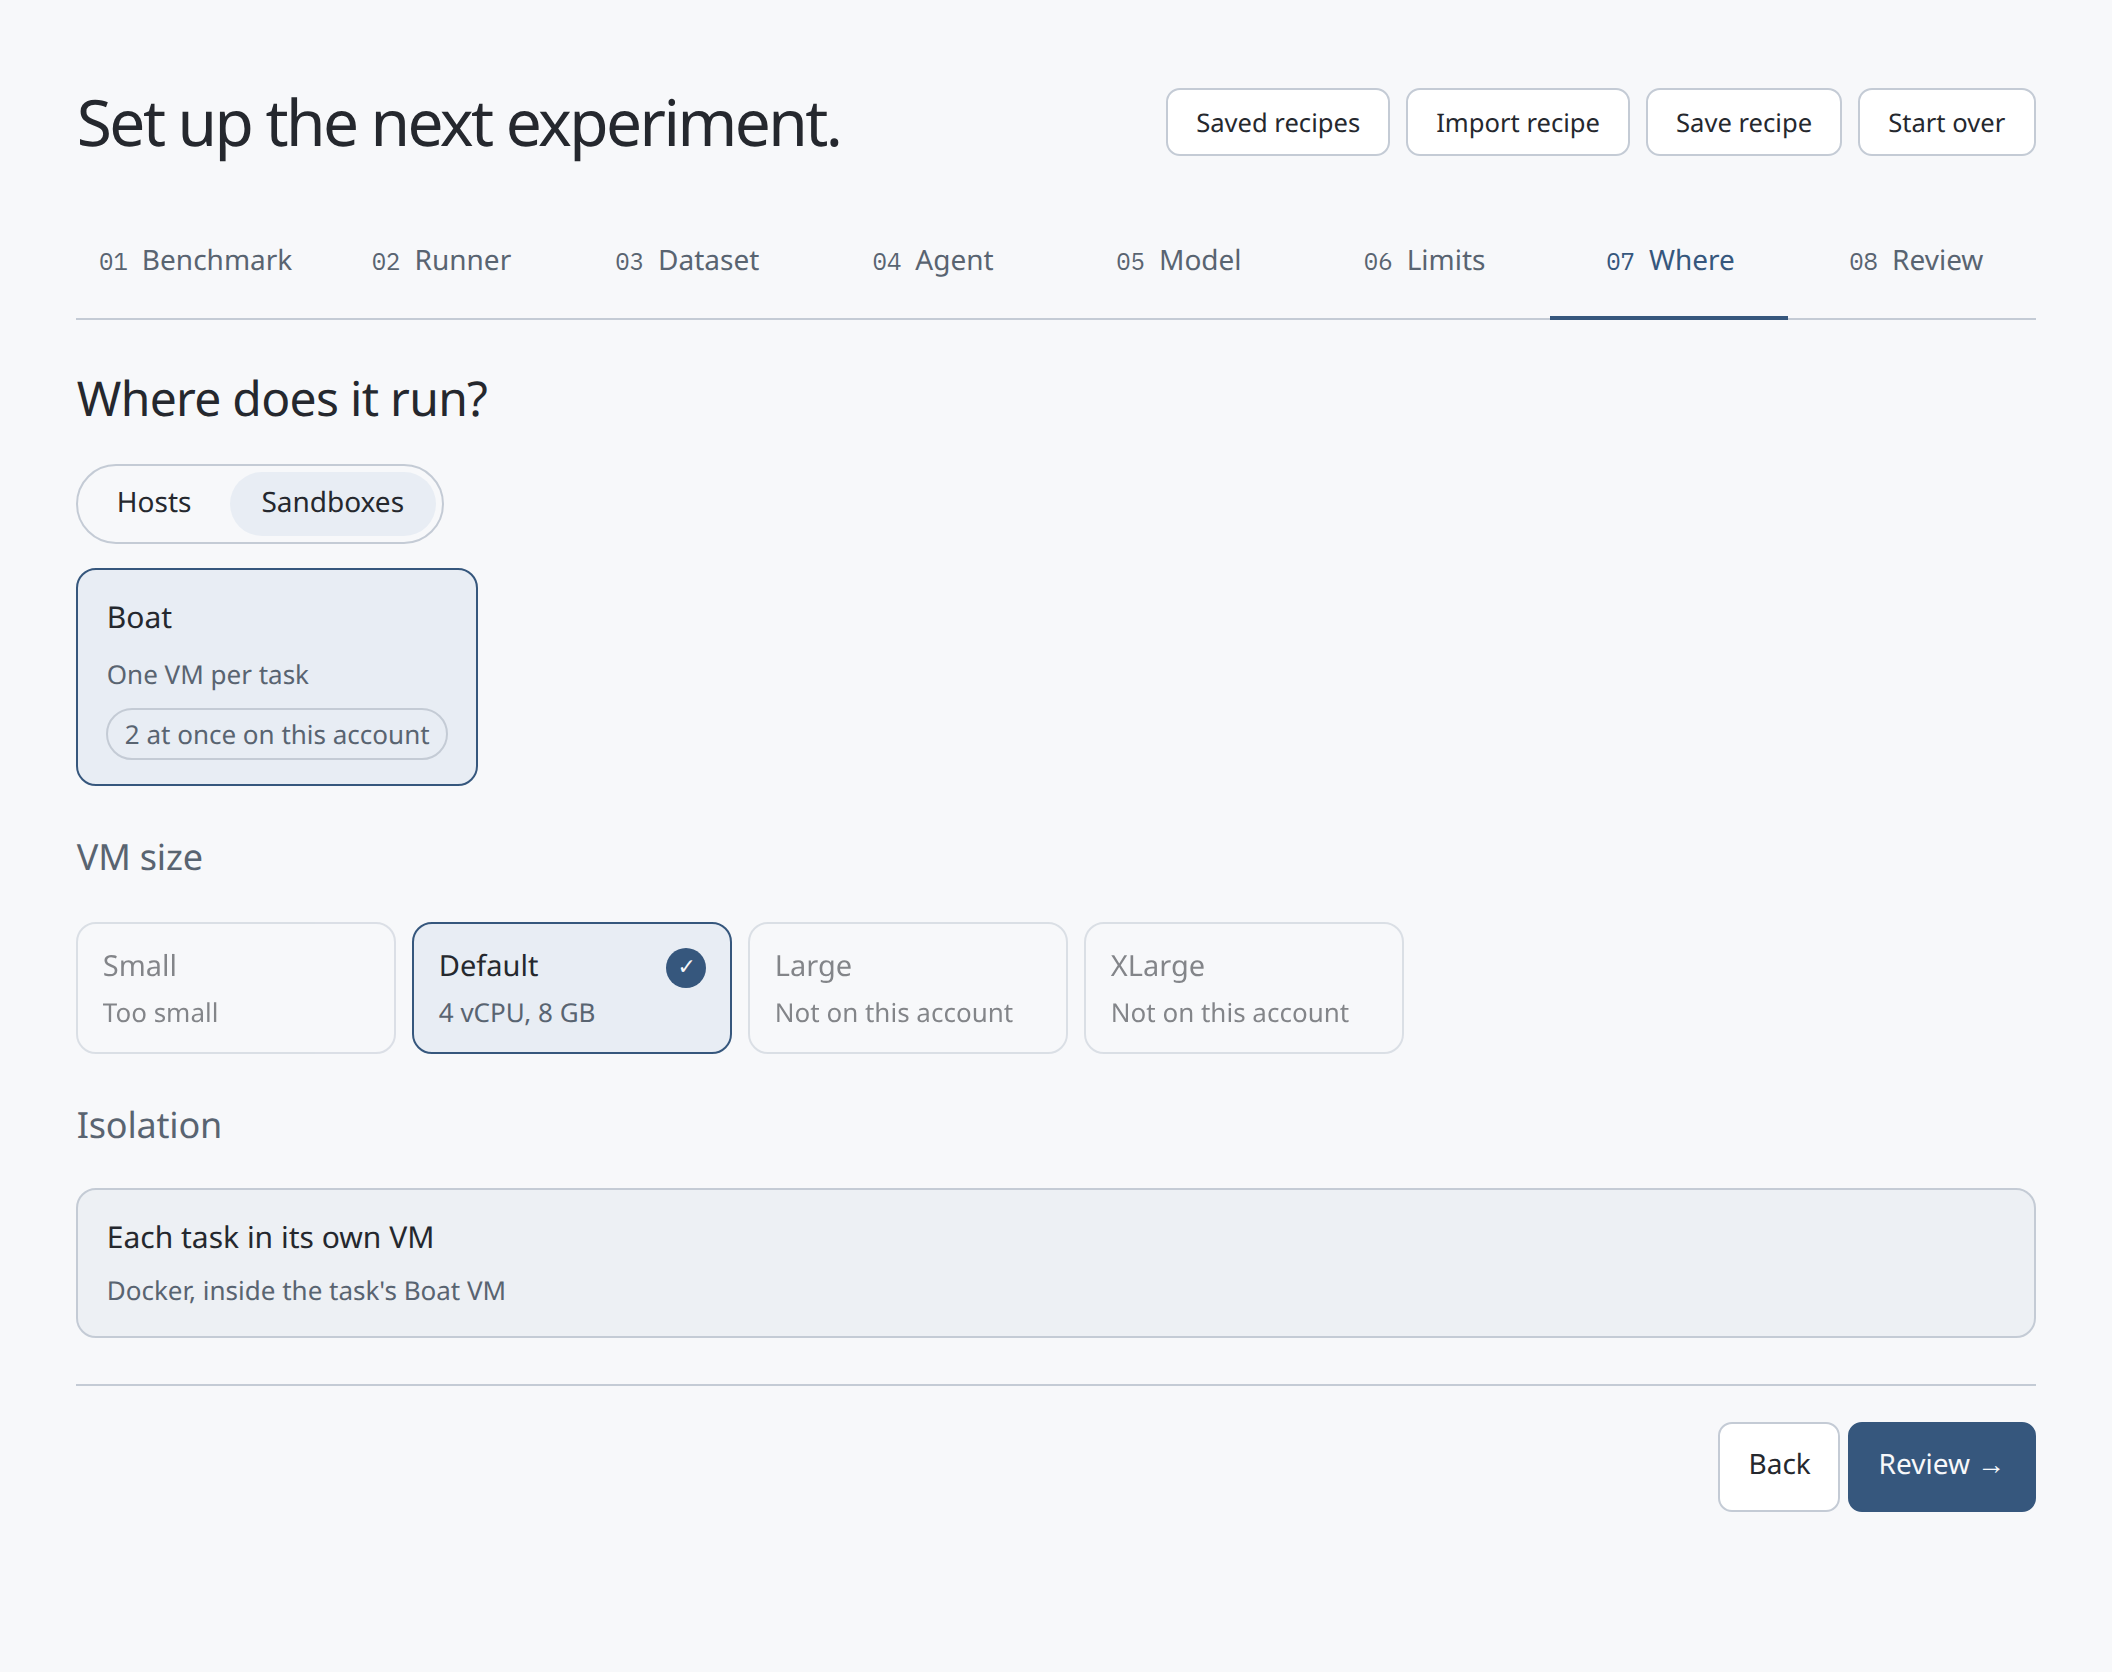 Set up the next experiment.
Saved recipes
Import recipe
Save recipe
Start over
01 Benchmark
02 Runner
03 Dataset
04 Agent
05 Model
06 Limits
07 Where
08 Review
Where does it run?
Hosts
Sandboxes
Boat
One VM per task
2 at once on this account
VM size
Small
Too small
Default ✓
4 vCPU, 8 GB
Large
Not on this account
XLarge
Not on this account
Isolation
Each task in its own VM
Docker, inside the task's Boat VM
Back
Review →